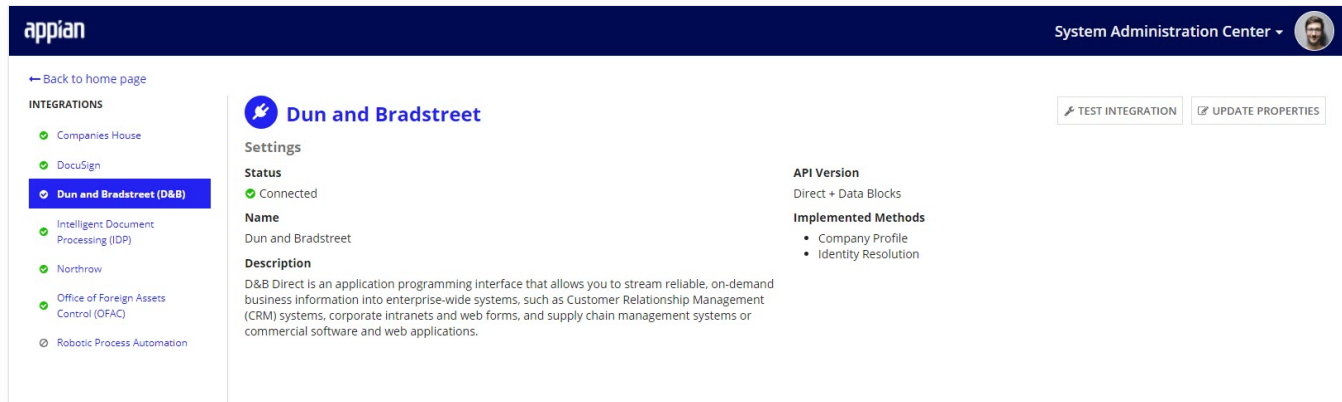 appian
System Administration Center
Back to home page
INTEGRATIONS
Companies House
DocuSign
Dun and Bradstreet (D&B)
Intelligent Document
Processing (IDP)
Northrow
Office of Foreign Assets
Control (OFAC)
Robotic Process Automation
Dun and Bradstreet
TEST INTEGRATION
UPDATE PROPERTIES
Settings
Status
Connected
Name
Dun and Bradstreet
Description
D&B Direct is an application programming interface that allows you to stream reliable, on-demand
business information into enterprise-wide systems, such as Customer Relationship Management
(CRM) systems, corporate intranets and web forms, and supply chain management systems or
commercial software and web applications.
API Version
Direct + Data Blocks
Implemented Methods
• Company Profile
• Identity Resolution